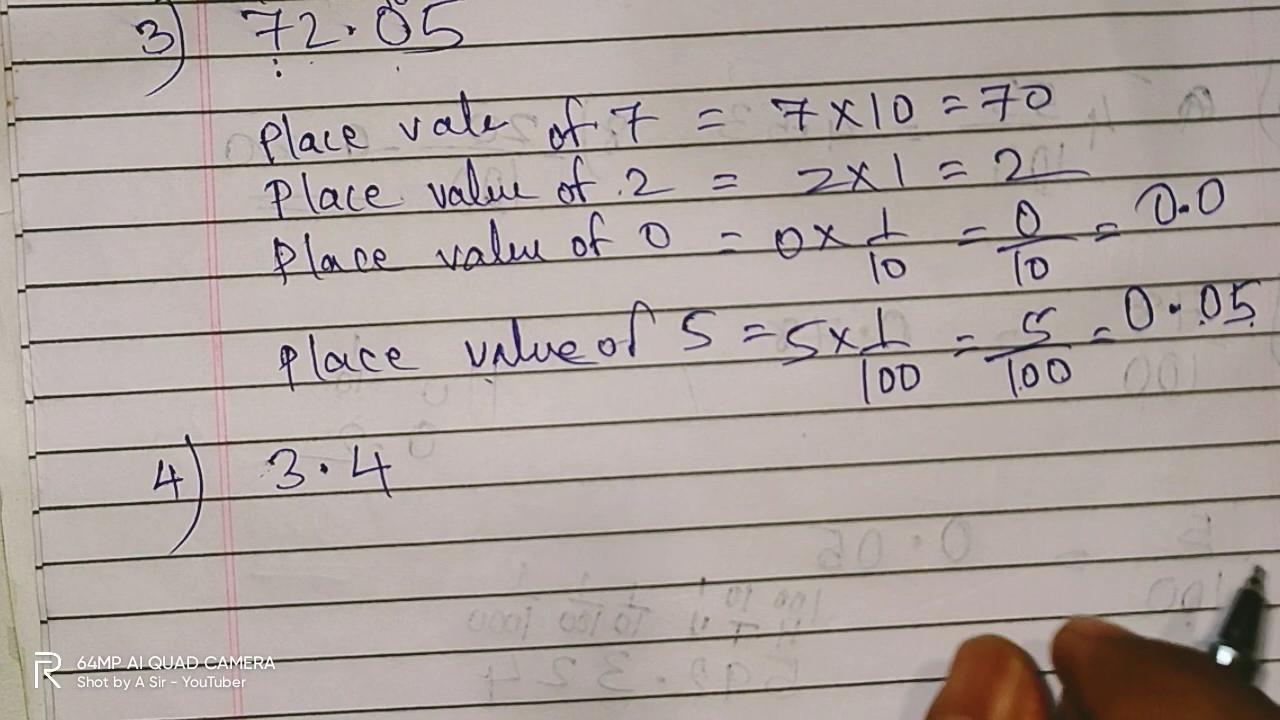 3) 72.05
Place vale of 7 = 7×10 = 70
Place value of 2 = 2×1 = 2
Place value of 0 = 0×1/10 = 0/10 = 0.0
Place value of 5 = 5×1/100 = 5/100 = 0.05
4) 3.4
64MP AI QUAD CAMERA
Shot by A Sir - YouTuber